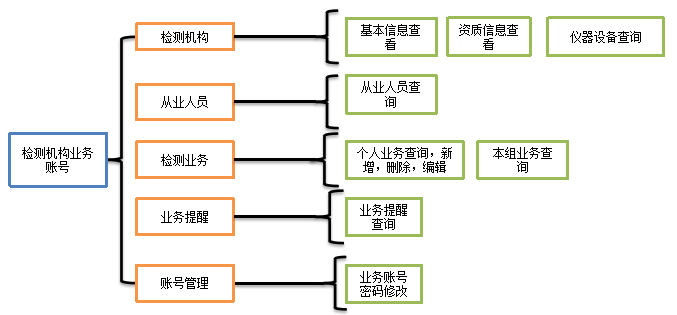 检测机构
基本信息查
看
资质信息查
看
仪器设备查询
从业人员
从业人员查
询
检测机构业务
账号
检测业务
个人业务查询，新
增，删除，编辑
本组业务查
询
业务提醒
业务提醒
查询
账号管理
业务账号
密码修改